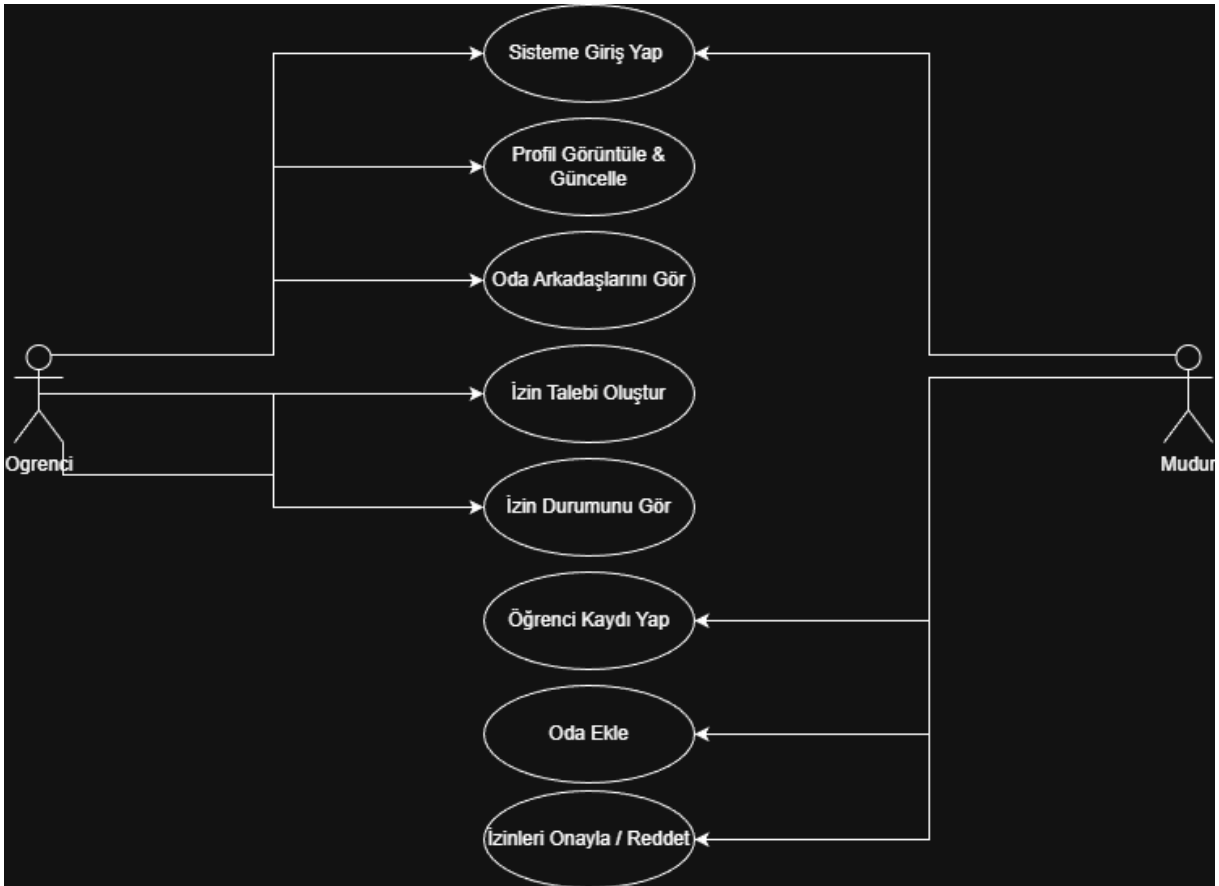 Sisteme Giriş Yap
Profil Görüntüle &
Güncelle
Oda Arkadaşlarını Gör
İzin Talebi Oluştur
Ogrenci
Mudur
İzin Durumunu Gör
Öğrenci Kaydı Yap
Oda Ekle
İzinleri Onayla / Reddet